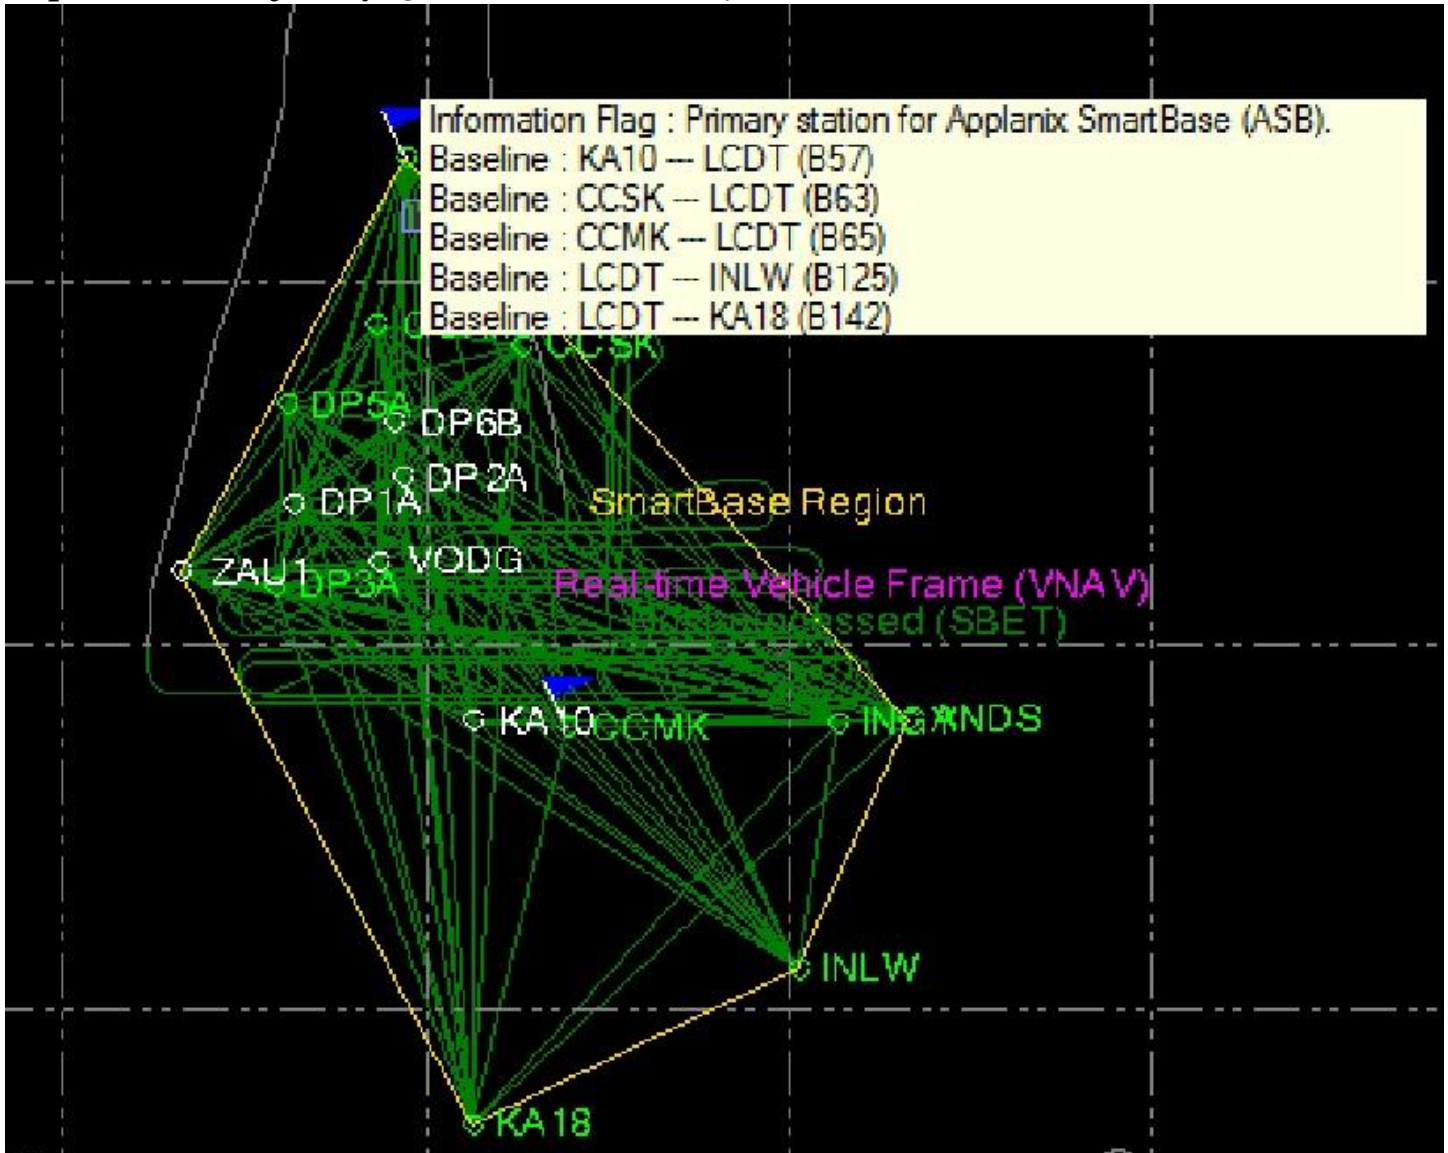 Information Flag : Primary station for Applanix SmartBase (ASB).
Baseline : KA10 --- LCDT (B57)
Baseline : CCSK --- LCDT (B63)
Baseline : CCMK --- LCDT (B65)
Baseline : LCDT --- INLW (B125)
Baseline : LCDT --- KA18 (B142)
CCSK
DP5A
DP6B
DP2A
DP1A
SmartBase Region
VODG
ZAU1
DP3A
Real-time Vehicle Frame (VNAV)
(SBET)
KA10
CCMK
INLW
KA18